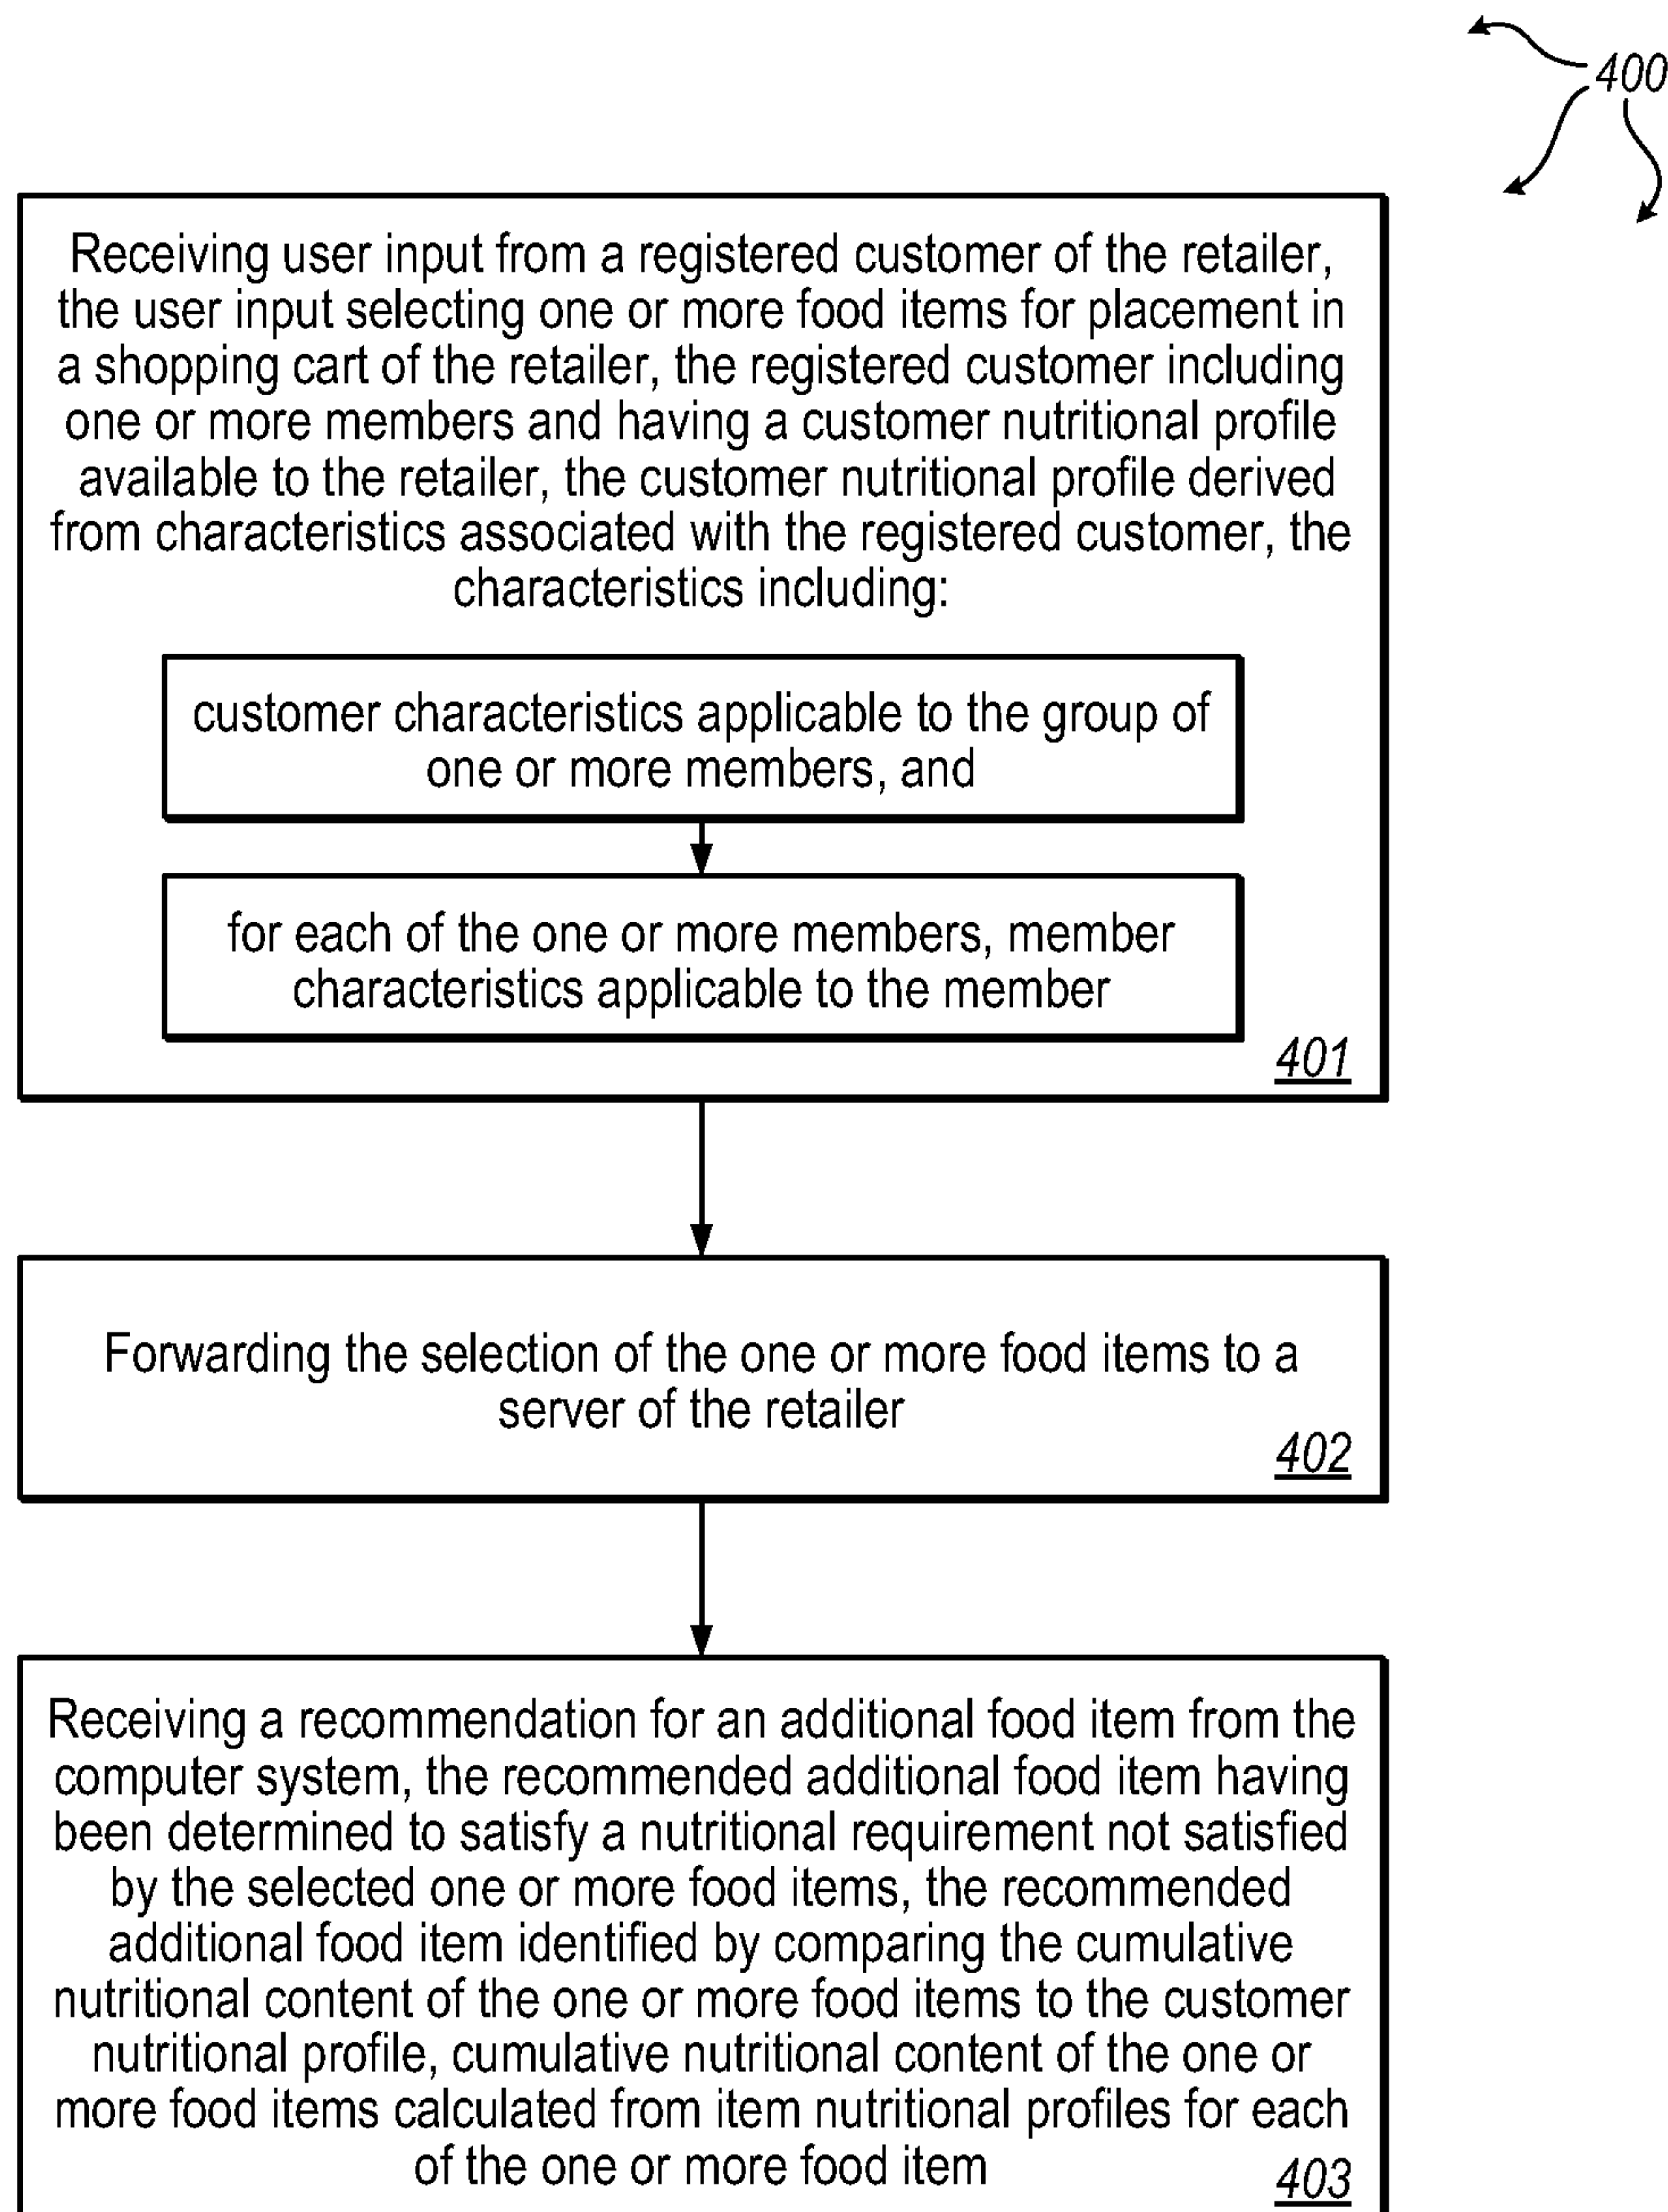 400
Receiving user input from a registered customer of the retailer,
the user input selecting one or more food items for placement in
a shopping cart of the retailer, the registered customer including
one or more members and having a customer nutritional profile
available to the retailer, the customer nutritional profile derived
from characteristics associated with the registered customer, the
characteristics including:
customer characteristics applicable to the group of
one or more members, and
for each of the one or more members, member
characteristics applicable to the member
401
Forwarding the selection of the one or more food items to a
server of the retailer
402
Receiving a recommendation for an additional food item from the
computer system, the recommended additional food item having
been determined to satisfy a nutritional requirement not satisfied
by the selected one or more food items, the recommended
additional food item identified by comparing the cumulative
nutritional content of the one or more food items to the customer
nutritional profile, cumulative nutritional content of the one or
more food items calculated from item nutritional profiles for each
of the one or more food item
403